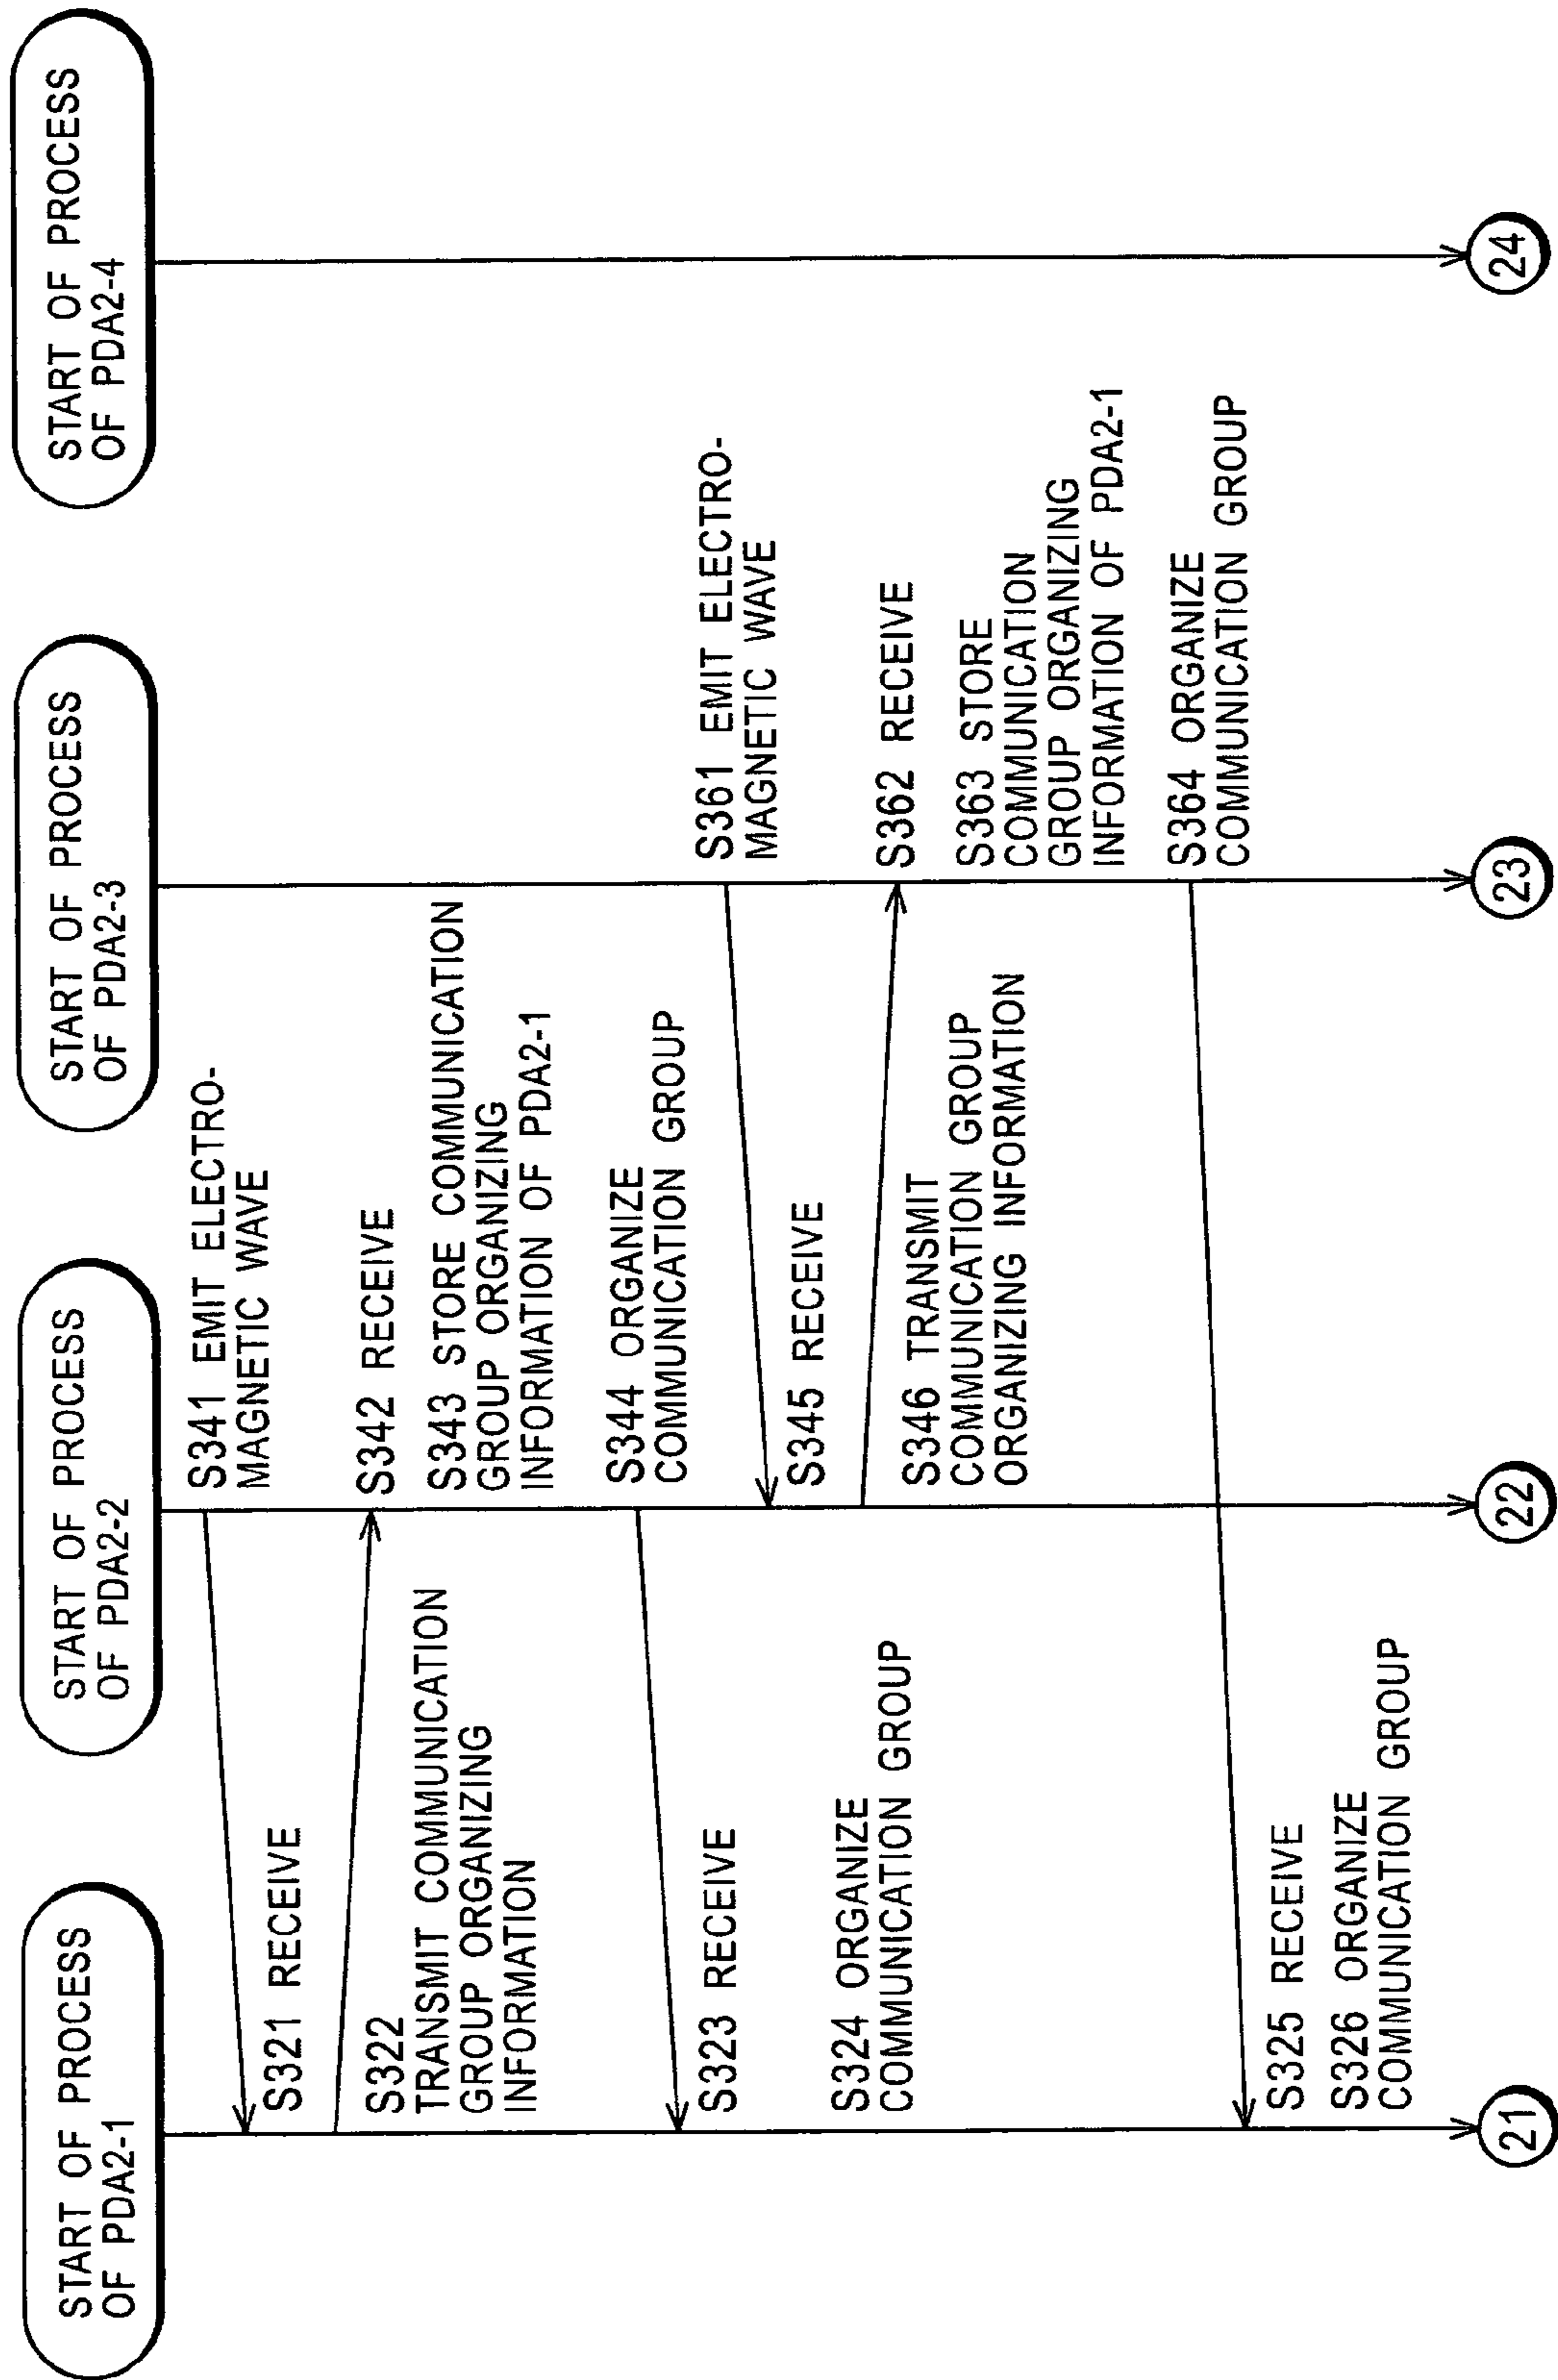 START OF PROCESS
OF PDA2-1
START OF PROCESS
OF PDA2-2
START OF PROCESS
OF PDA2-3
START OF PROCESS
OF PDA2-4
S341 EMIT ELECTRO-
MAGNETIC WAVE
S321 RECEIVE
S322
TRANSMIT COMMUNICATION
GROUP ORGANIZING
INFORMATION
S342 RECEIVE
S343 STORE COMMUNICATION
GROUP ORGANIZING
INFORMATION OF PDA2-1
S344 ORGANIZE
COMMUNICATION GROUP
S323 RECEIVE
S324 ORGANIZE
COMMUNICATION GROUP
S361 EMIT ELECTRO-
MAGNETIC WAVE
S345 RECEIVE
S346 TRANSMIT
COMMUNICATION GROUP
ORGANIZING INFORMATION
S362 RECEIVE
S363 STORE
COMMUNICATION
GROUP ORGANIZING
INFORMATION OF PDA2-1
S364 ORGANIZE
COMMUNICATION GROUP
S325 RECEIVE
S326 ORGANIZE
COMMUNICATION GROUP
21
22
23
24